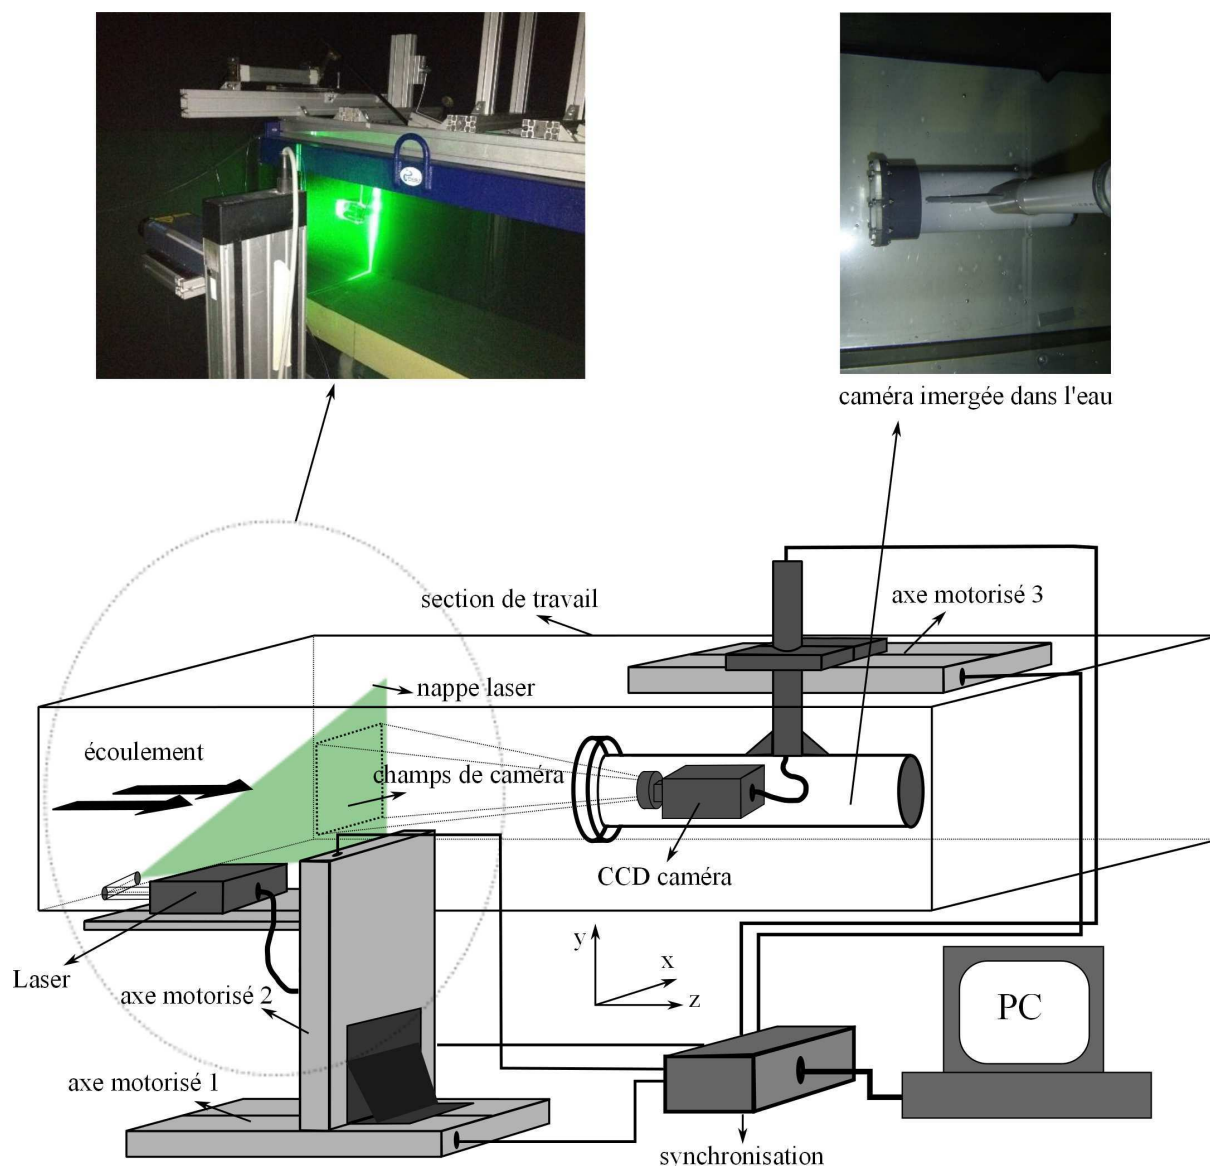 caméra imergée dans l'eau
section de travail
axe motorisé 3
nappe laser
écoulement
champs de caméra
CCD caméra
Laser
y
x
z
axe motorisé 2
PC
axe motorisé 1
synchronisation